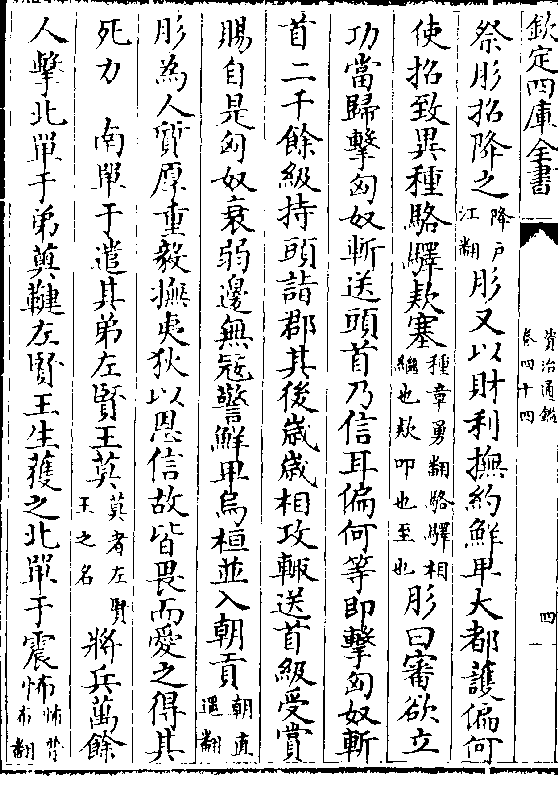 欽定四庫全書
資治通鑑
卷四十四
四
祭肜招降之降户江翻肜又以財利撫約鮮卑大都護偏何
使招致異種駱驛欵塞種章勇翻駱驛相繼也欵叩也至也肜曰審欲立
功當歸擊匈奴斬送頭首乃信耳偏何等即擊匈奴斬
首二千餘級持頭詣郡其後歳歳相攻輙送首級受賞
賜自是匈奴衰弱邊無冦警鮮卑烏桓並入朝貢朝直遥翻
肜為人質厚重毅撫夷狄以恩信故皆畏而愛之得其
死力 南單于遣其弟左賢王莫莫者左賢王之名將兵萬餘
人擊北單于弟薁鞬左賢王生獲之北單于震怖怖普布翻